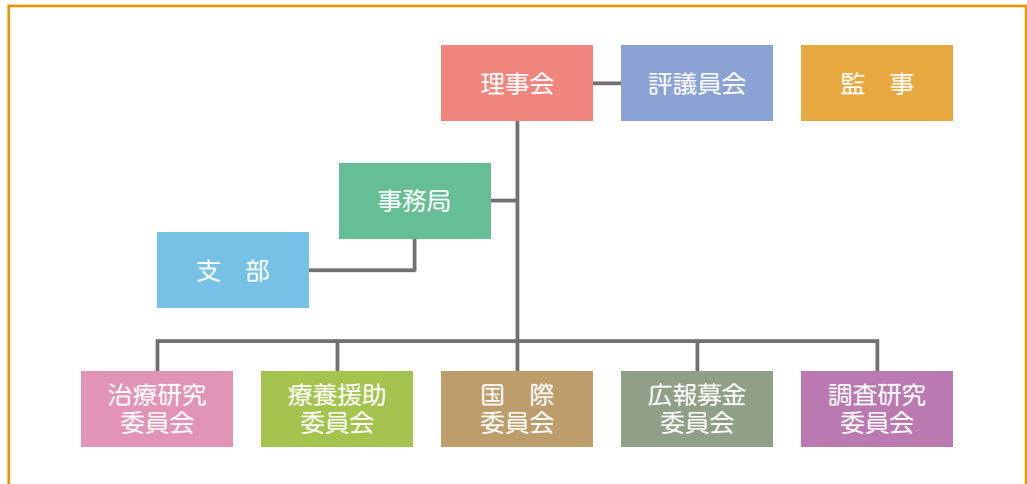 理事会
評議員会
監　事
事務局
支　部
治療研究
委員会
療養援助
委員会
国　際
委員会
広報募金
委員会
調査研究
委員会